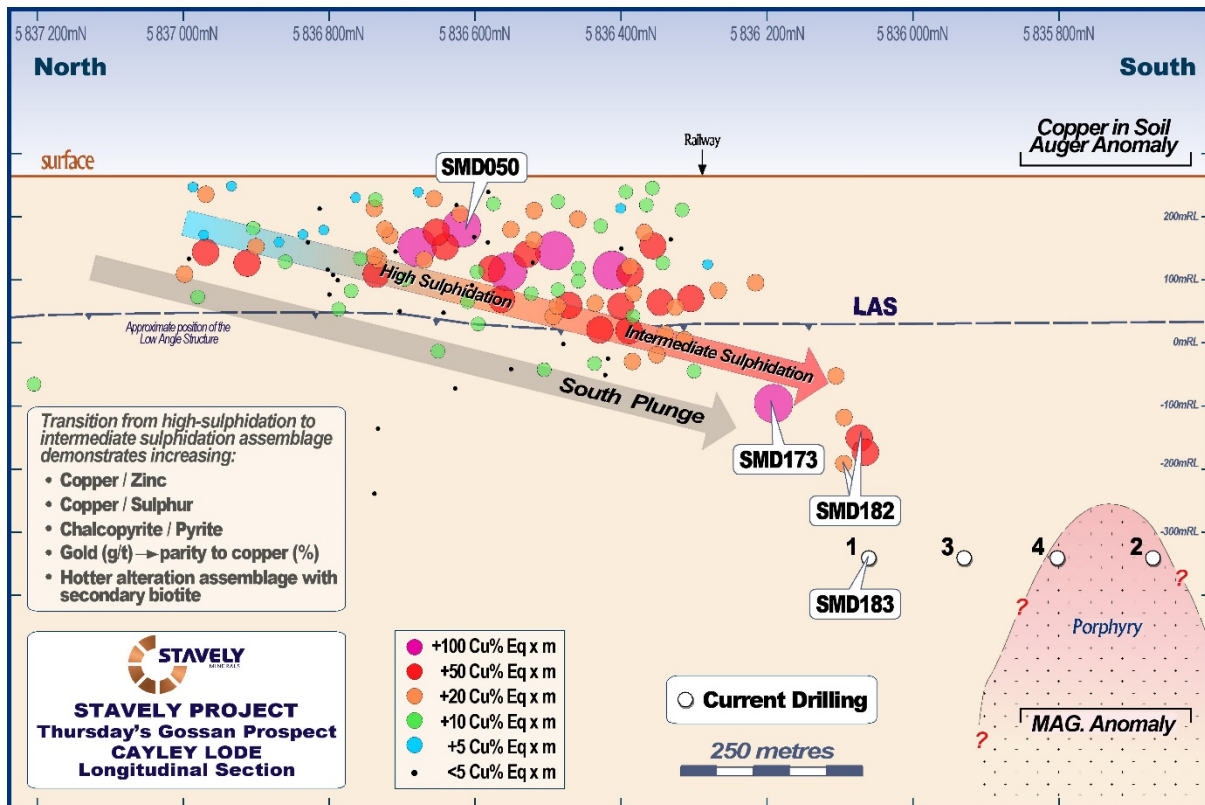 5 837 200mN
5 837 000mN
5 836 800mN
5 836 600mN
5 836 400mN
5 836 200mN
5 836 000mN
5 835 800mN
North
South
Copper in Soil
Auger Anomaly
Railway
surface
SMD050
200mRL
High Sulphidation
100mRL
LAS
Approximate position of the
Low Angle Structure
Intermediate Sulphidation
0mRL
South Plunge
-100mRL
SMD173
-200mRL
SMD182
-300mRL
1
3
4
2
SMD183
?
?
Porphyry
MAG. Anomaly
?
Transition from high-sulphidation to
intermediate sulphidation assemblage
demonstrates increasing:
• Copper / Zinc
• Copper / Sulphur
• Chalcopyrite / Pyrite
• Gold (g/t)→parity to copper (%)
• Hotter alteration assemblage with
secondary biotite
STAVELY
MINERALS
STAVELY PROJECT
Thursday's Gossan Prospect
CAYLEY LODE
Longitudinal Section
+100 Cu% Eq x m
+50 Cu% Eq x m
+20 Cu% Eq x m
+10 Cu% Eq x m
+5 Cu% Eq x m
<5 Cu% Eq x m
Current Drilling
250 metres